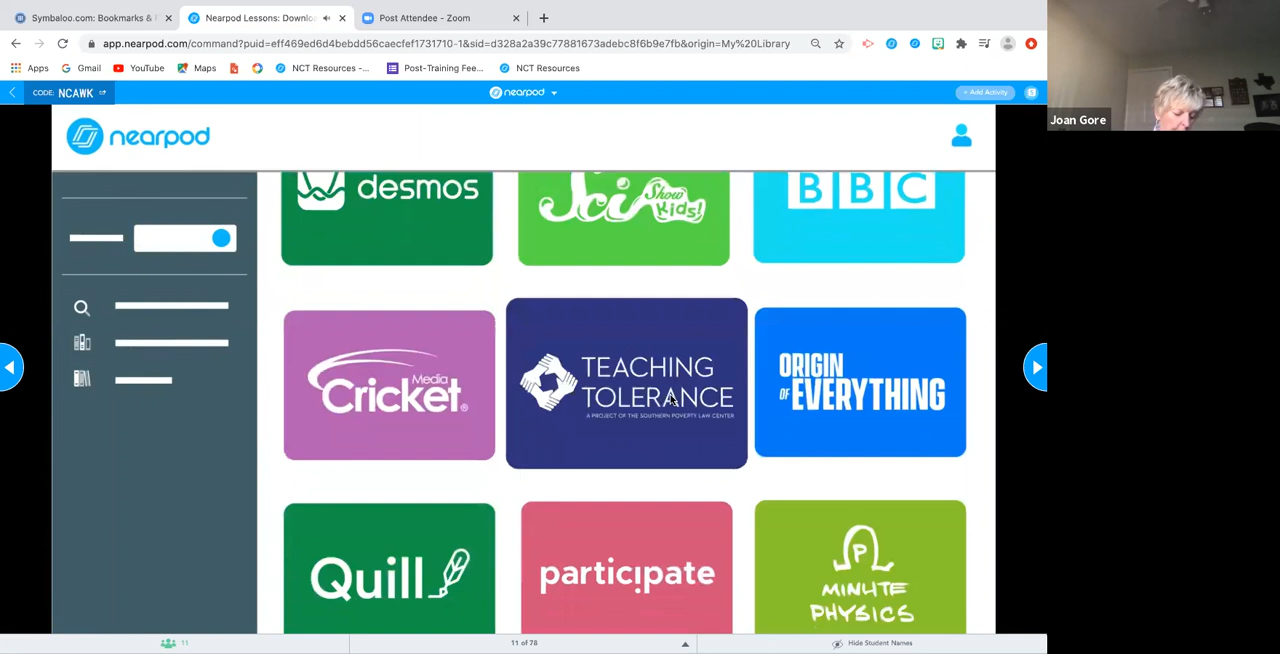 Symbaloo.com: Bookmarks & F
Nearpod Lessons: Downlo
Post Attendee - Zoom
app.nearpod.com/command?puid=eff469ed6d4bebdd56caecfef1731710-1&sid=d328a2a39c77881673adebc8f6b9e7fb&origin=My%20Library
Apps
Gmail
YouTube
Maps
NCT Resources -...
Post-Training Fee...
NCT Resources
CODE: NCAWK
nearpod
+ Add Activity
S
Joan Gore
nearpod
desmos
Sci Show Kids!
BBC
Cricket Media
TEACHING
TOLERANCE
A PROJECT OF THE SOUTHERN POVERTY LAW CENTER
ORIGIN
OF EVERYTHING
Quill
participate
P
MINUTE
PHYSICS
11
11 of 78
Hide Student Names